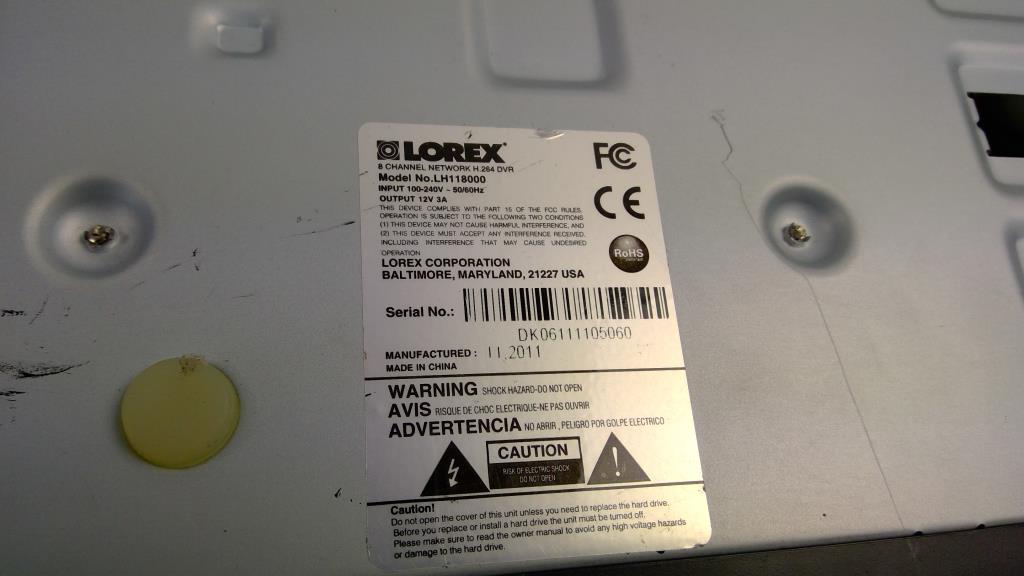 LOREX
FC
8 CHANNEL NETWORK H.264 DVR
Model No.LH118000
INPUT 100-240V ~ 50/60Hz
OUTPUT 12V 3A
CE
THIS DEVICE COMPLIES WITH PART 15 OF THE FCC RULES.
OPERATION IS SUBJECT TO THE FOLLOWING TWO CONDITIONS
(1) THIS DEVICE MAY NOT CAUSE HARMFUL INTERFERENCE, AND
(2) THIS DEVICE MUST ACCEPT ANY INTERFERENCE RECEIVED,
INCLUDING INTERFERENCE THAT MAY CAUSE UNDESIRED
OPERATION
RoHS
LOREX CORPORATION
BALTIMORE, MARYLAND, 21227 USA
Serial No.:
DK06111105060
MANUFACTURED: 11,2011
MADE IN CHINA
WARNING SHOCK HAZARD-DO NOT OPEN
AVIS RISQUE DE CHOC ELECTRIQUE-NE PAS OUVRIR
ADVERTENCIA NO ABRIR, PELIGRO POR GOLPE ELECTRICO
CAUTION
RISK OF ELECTRIC SHOCK
DO NOT OPEN
Caution!
Do not open the cover of this unit unless you need to replace the hard drive.
Before you replace or install a hard drive the unit must be turned off.
Please make sure to read the owner manual to avoid any high voltage hazards
or damage to the hard drive.